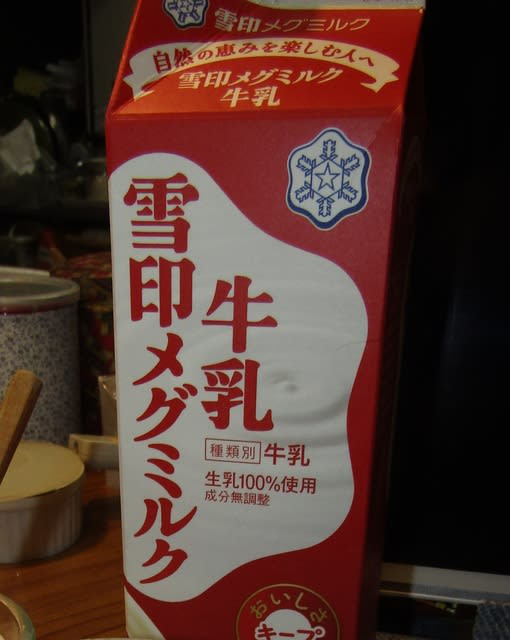 雪印メグミルク
自然の恵みを楽しむ人へ
雪印メグミルク
牛乳
雪印メグミルク
牛乳
種類別 牛乳
生乳100%使用
成分無調整
おいしさ
キープ